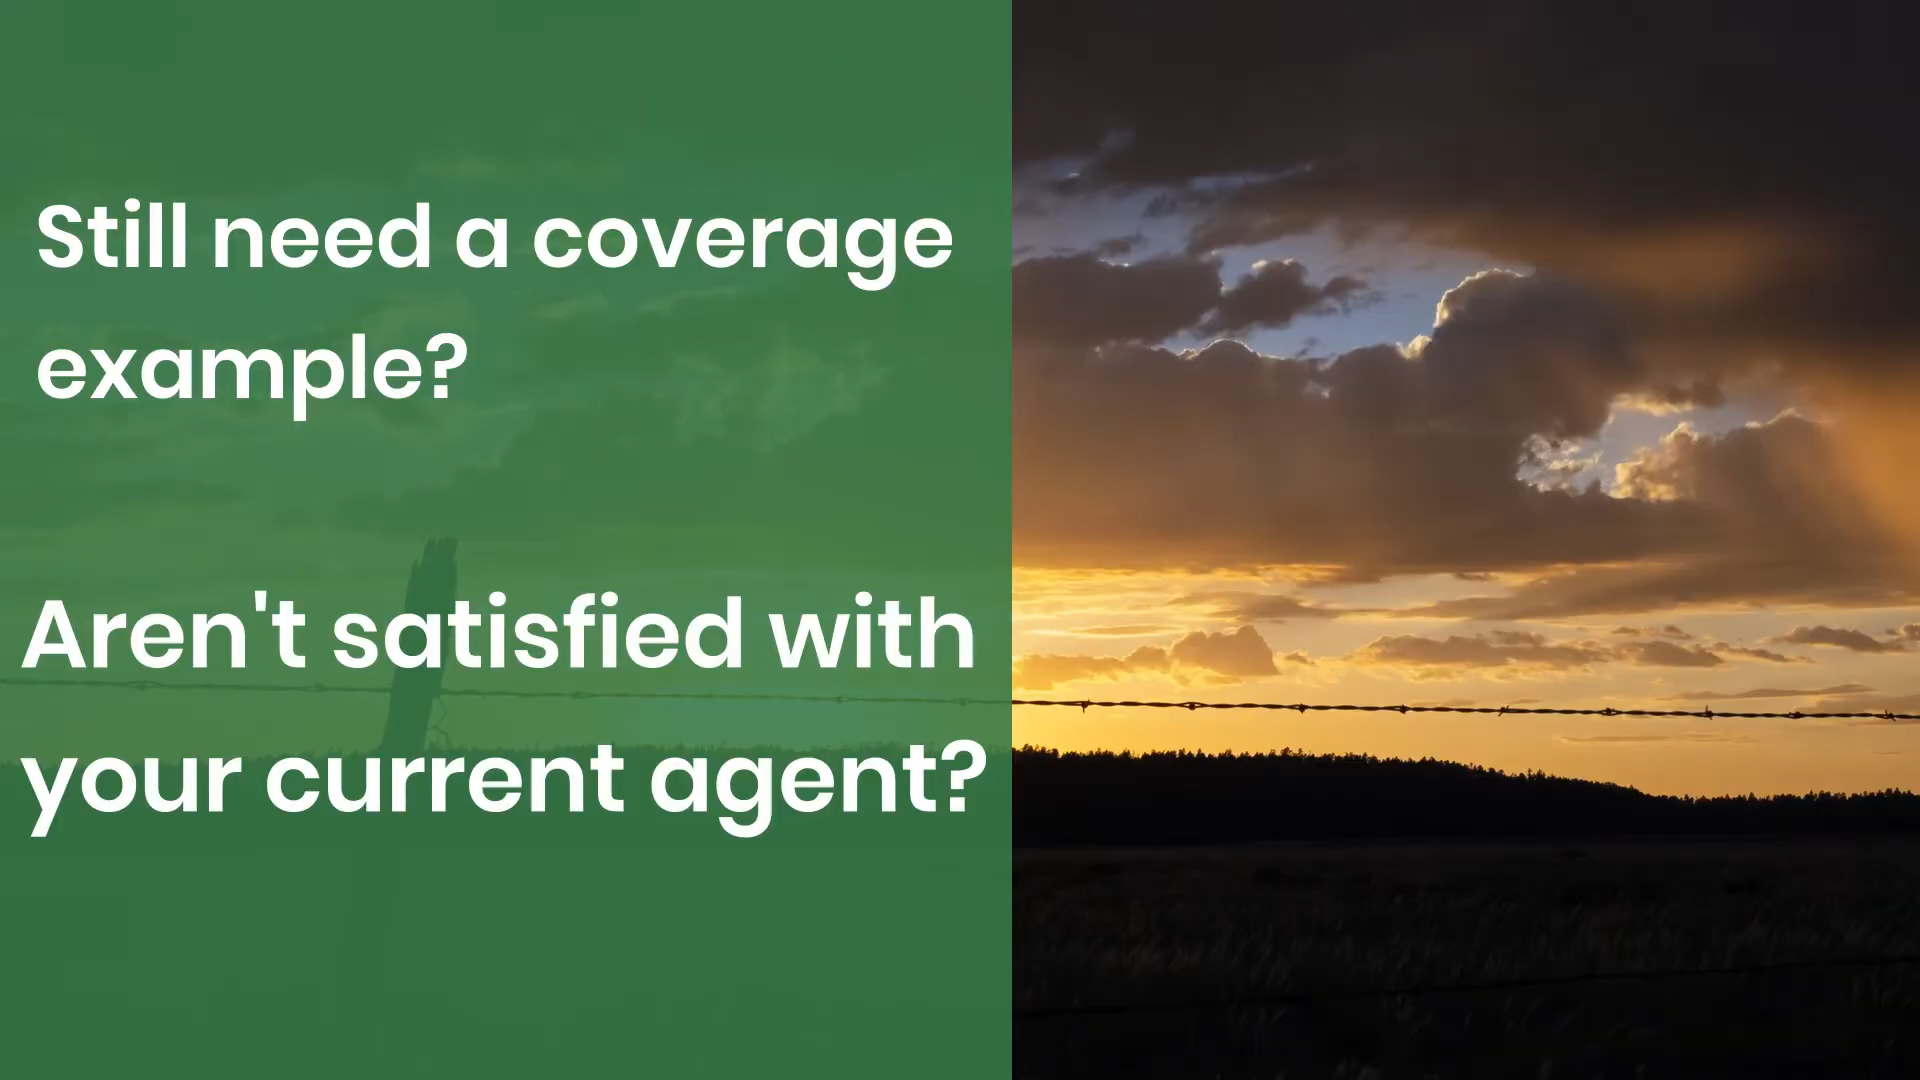 Still need a coverage
example?
Aren't satisfied with
your current agent?